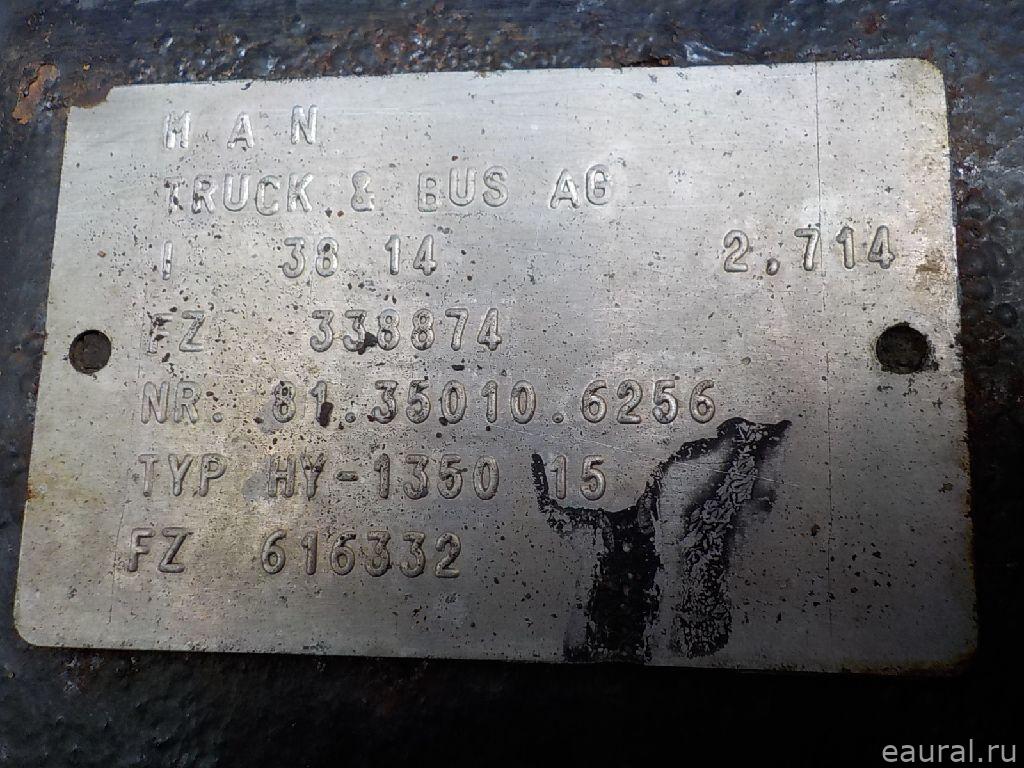 M A N
TRUCK & BUS AG
I 38 14 2.714
FZ 338874
NR. 81.35010.6256
TYP HY-1350 15
FZ 616332
eaural.ru